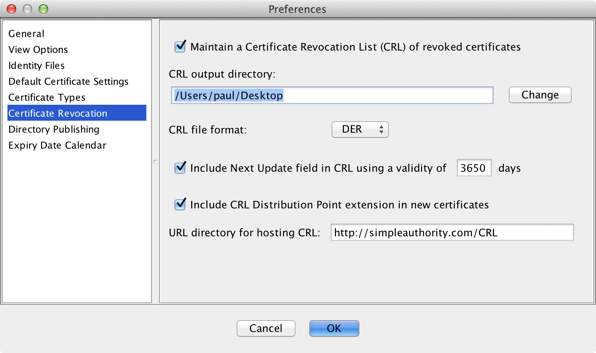 Preferences
General
View Options
Identity Files
Default Certificate Settings
Certificate Types
Certificate Revocation
Directory Publishing
Expiry Date Calendar
Maintain a Certificate Revocation List (CRL) of revoked certificates
CRL output directory:
/Users/paul/Desktop Change
CRL file format: DER
Include Next Update field in CRL using a validity of 3650 days
Include CRL Distribution Point extension in new certificates
URL directory for hosting CRL: http://simpleauthority.com/CRL
Cancel OK